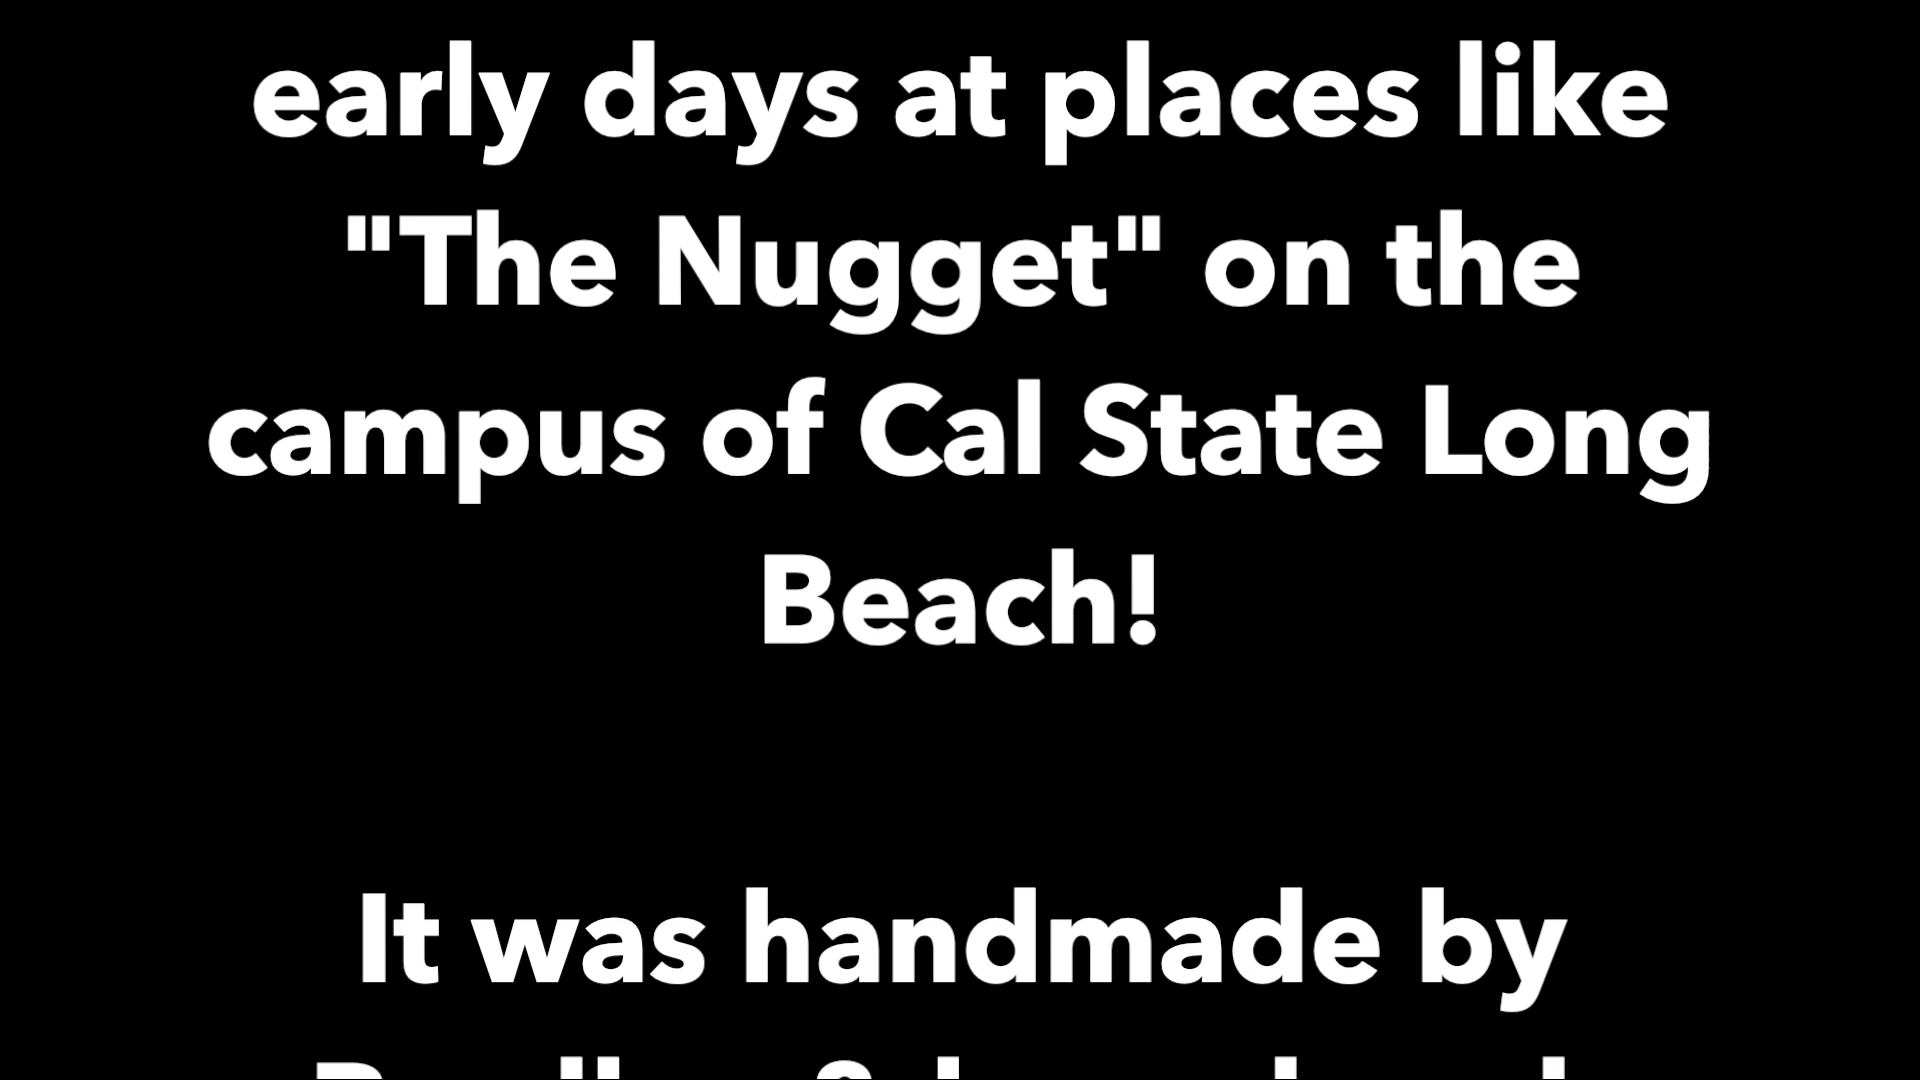 early days at places like
"The Nugget" on the
campus of Cal State Long
Beach!
It was handmade by